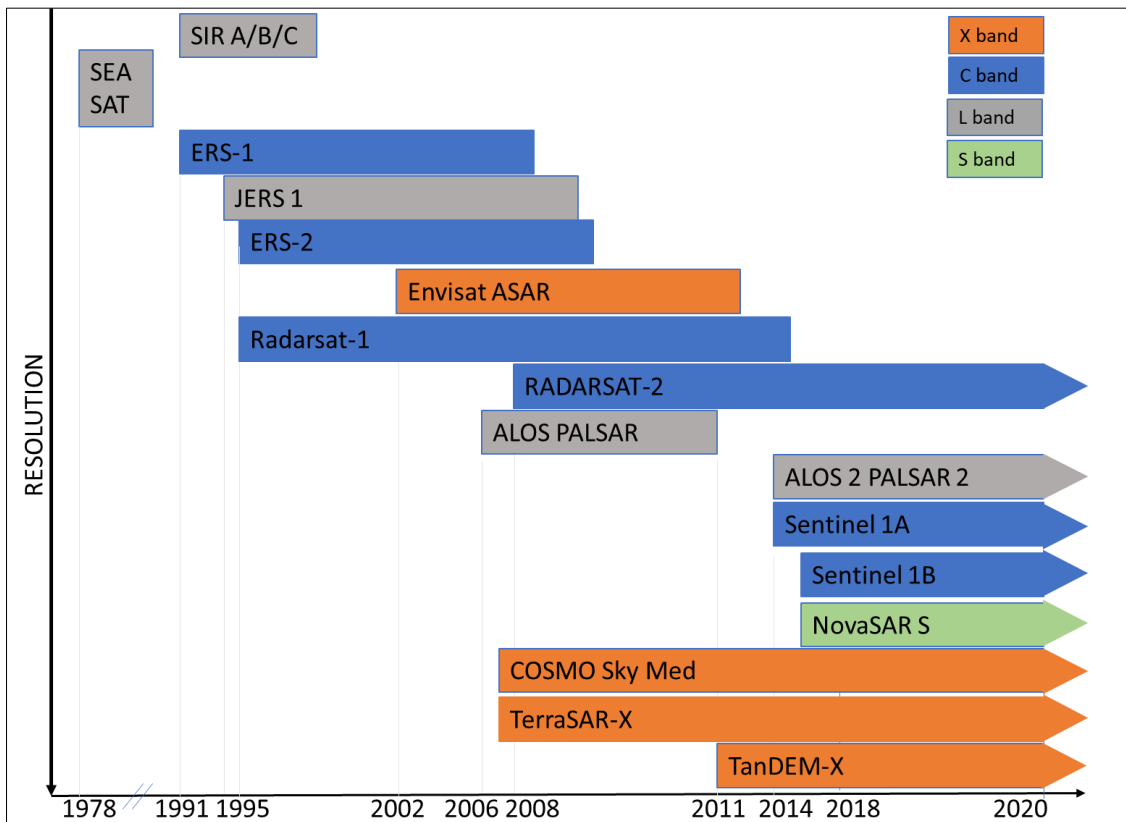 SIR A/B/C
X band
SEA
SAT
C band
L band
ERS-1
S band
JERS 1
ERS-2
Envisat ASAR
Radarsat-1
RESOLUTION
RADARSAT-2
ALOS PALSAR
ALOS 2 PALSAR 2
Sentinel 1A
Sentinel 1B
NovaSAR S
COSMO Sky Med
TerraSAR-X
TanDEM-X
1978 // 1991 1995 2002 2006 2008 2011 2014 2018 2020